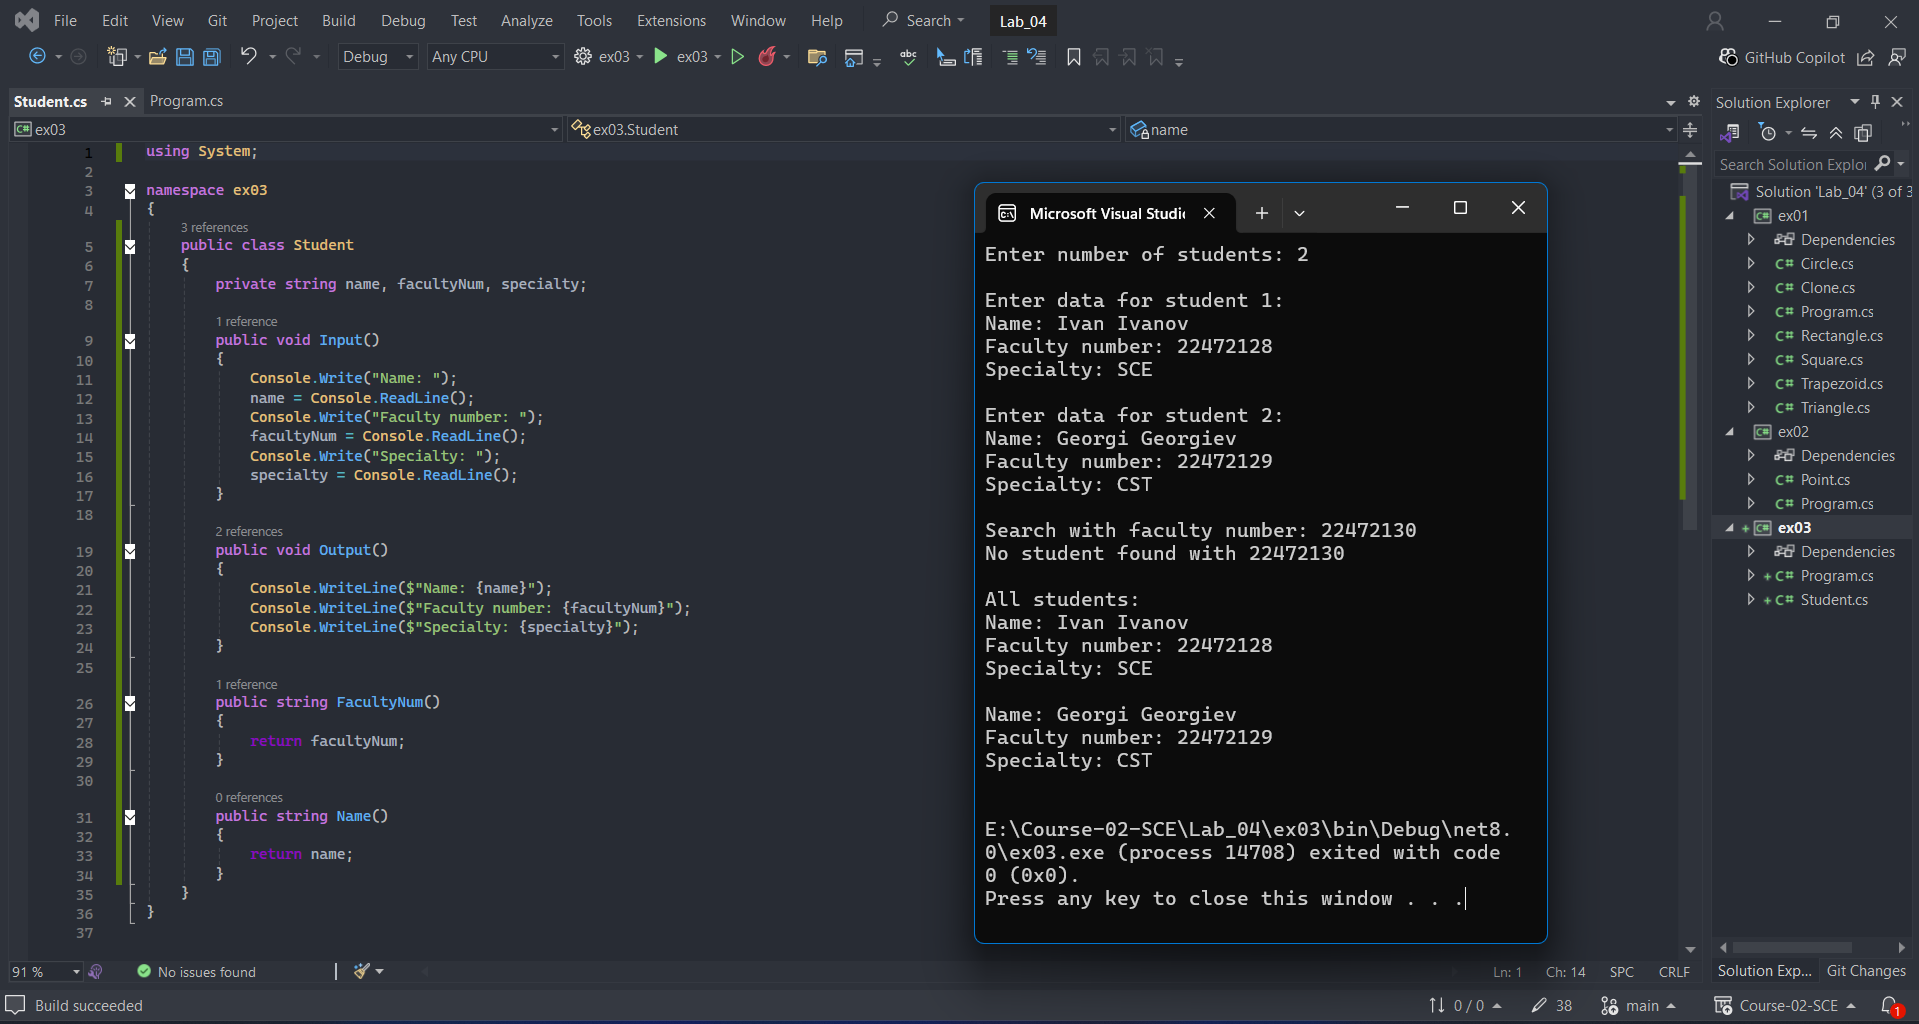 File Edit View Git Project Build Debug Test Analyze Tools Extensions Window Help Search Lab_04
Debug Any CPU ex03 ex03 GitHub Copilot
Student.cs Program.cs
ex03 ex03.Student name
1 using System;
2
3 namespace ex03
4 {
3 references
5 public class Student
6 {
7 private string name, facultyNum, specialty;
8
1 reference
9 public void Input()
10 {
11 Console.Write("Name: ");
12 name = Console.ReadLine();
13 Console.Write("Faculty number: ");
14 facultyNum = Console.ReadLine();
15 Console.Write("Specialty: ");
16 specialty = Console.ReadLine();
17 }
18
2 references
19 public void Output()
20 {
21 Console.WriteLine($"Name: {name}");
22 Console.WriteLine($"Faculty number: {facultyNum}");
23 Console.WriteLine($"Specialty: {specialty}");
24 }
25
1 reference
26 public string FacultyNum()
27 {
28 return facultyNum;
29 }
30
0 references
31 public string Name()
32 {
33 return name;
34 }
35 }
36 }
37
Microsoft Visual Studi
Enter number of students: 2
Enter data for student 1:
Name: Ivan Ivanov
Faculty number: 22472128
Specialty: SCE
Enter data for student 2:
Name: Georgi Georgiev
Faculty number: 22472129
Specialty: CST
Search with faculty number: 22472130
No student found with 22472130
All students:
Name: Ivan Ivanov
Faculty number: 22472128
Specialty: SCE
Name: Georgi Georgiev
Faculty number: 22472129
Specialty: CST
E:\Course-02-SCE\Lab_04\ex03\bin\Debug\net8.
0\ex03.exe (process 14708) exited with code
0 (0x0).
Press any key to close this window . . .
Solution Explorer
Search Solution Explo
Solution 'Lab_04' (3 of 3
ex01
Dependencies
C# Circle.cs
C# Clone.cs
C# Program.cs
C# Rectangle.cs
C# Square.cs
C# Trapezoid.cs
C# Triangle.cs
ex02
Dependencies
C# Point.cs
C# Program.cs
ex03
Dependencies
C# Program.cs
C# Student.cs
91 % No issues found Ln: 1 Ch: 14 SPC CRLF
Solution Exp... Git Changes
Build succeeded 0 / 0 38 main Course-02-SCE 1